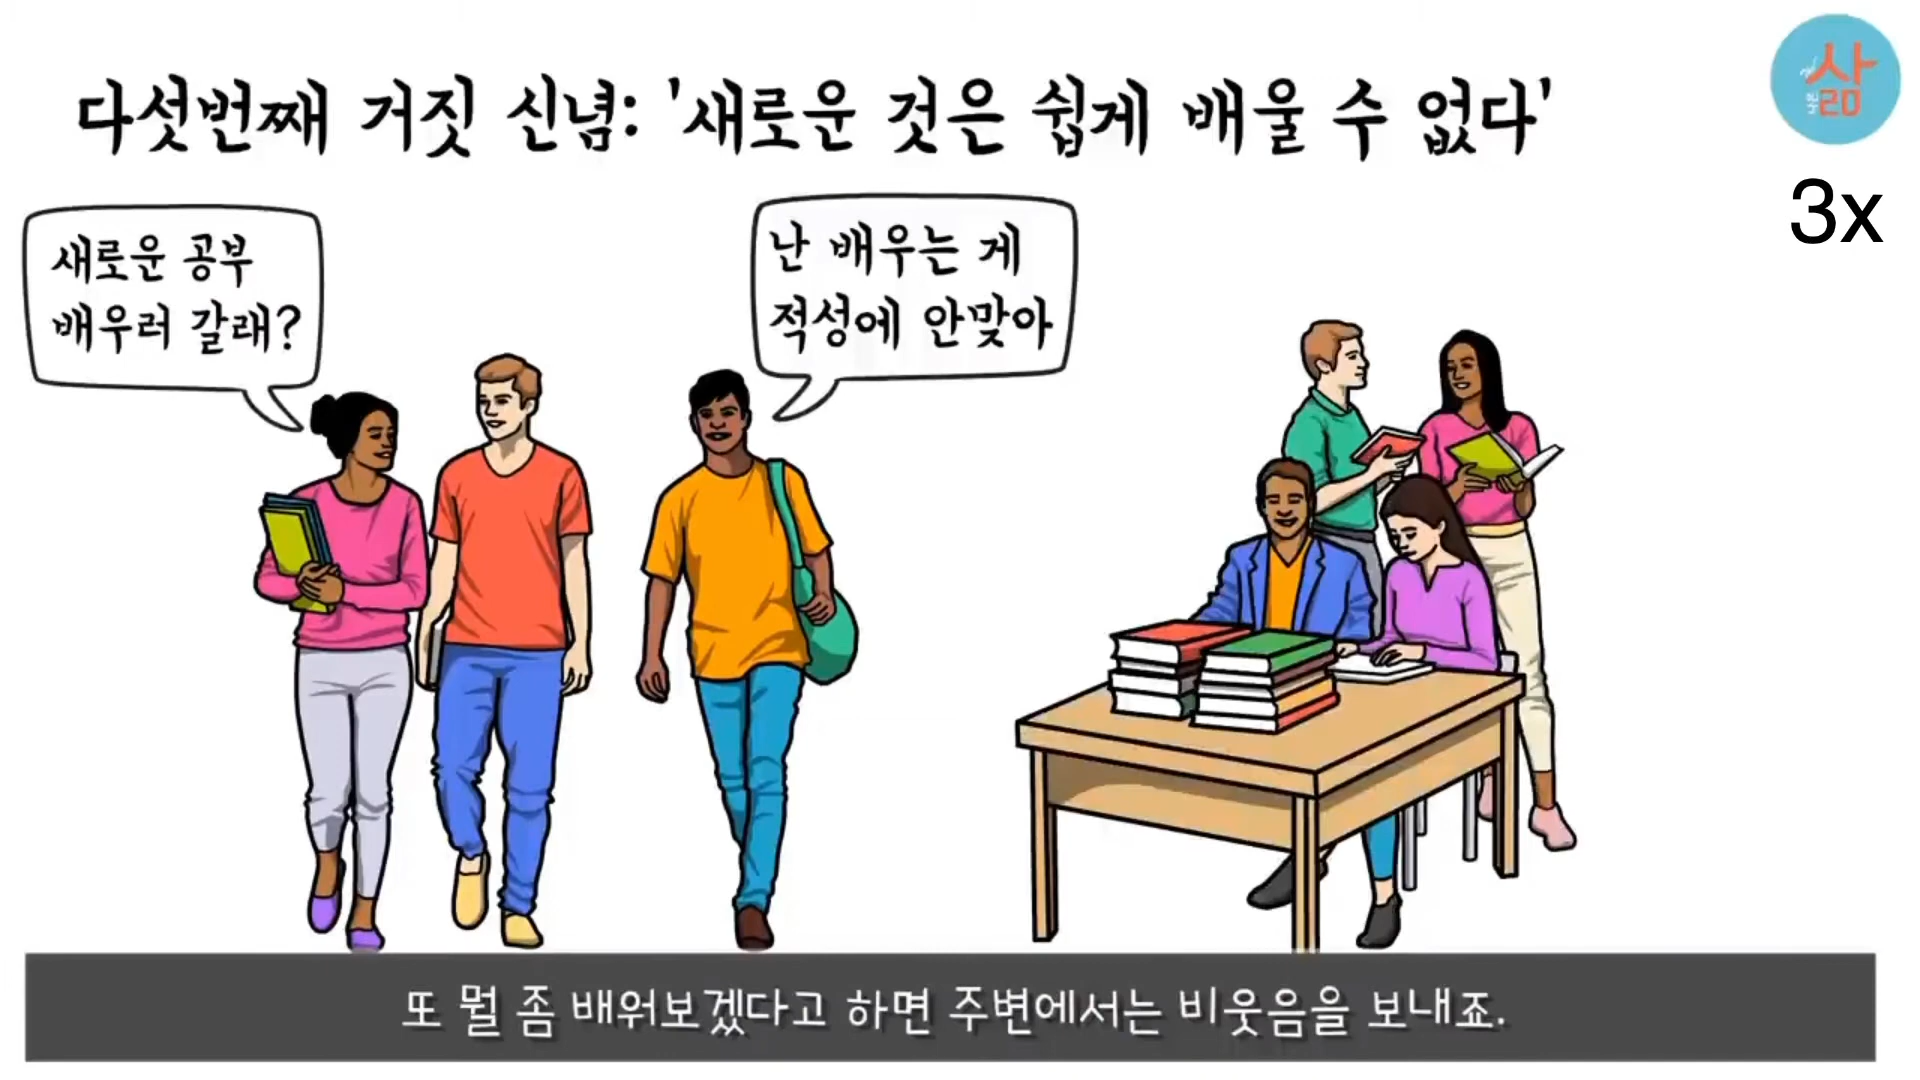 다섯번째 거짓 신념: '새로운 것은 쉽게 배울 수 없다'
3x
새로운 공부
배우러 갈래?
난 배우는 게
적성에 안맞아
또 뭘 좀 배워보겠다고 하면 주변에서는 비웃음을 보내죠.